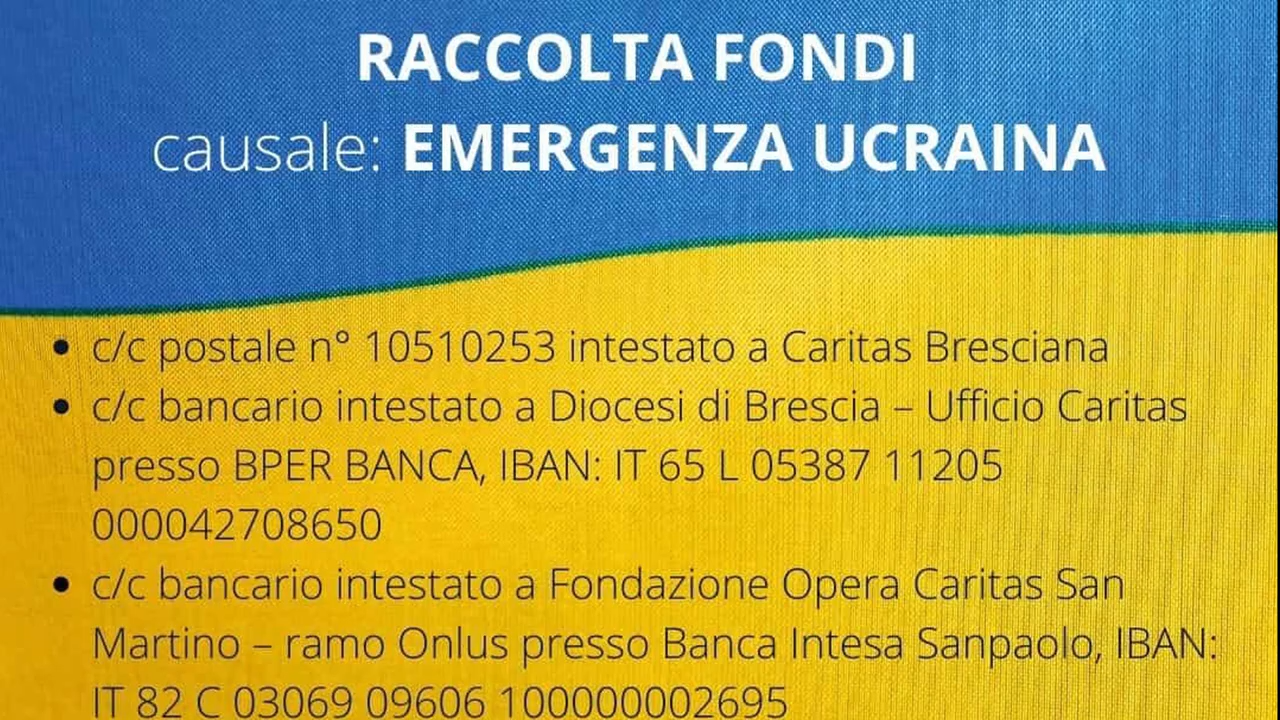 RACCOLTA FONDI
causale: EMERGENZA UCRAINA
• c/c postale n° 10510253 intestato a Caritas Bresciana
• c/c bancario intestato a Diocesi di Brescia – Ufficio Caritas
presso BPER BANCA, IBAN: IT 65 L 05387 11205
000042708650
• c/c bancario intestato a Fondazione Opera Caritas San
Martino – ramo Onlus presso Banca Intesa Sanpaolo, IBAN:
IT 82 C 03069 09606 100000002695